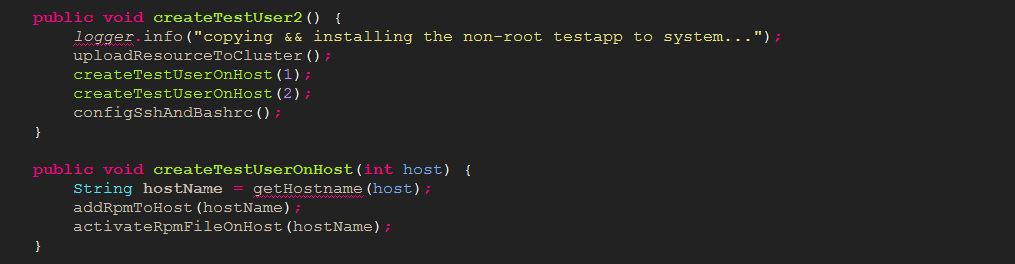 public void createTestUser2() {
logger.info("copying && installing the non-root testapp to system...");
uploadResourceToCluster();
createTestUserOnHost(1);
createTestUserOnHost(2);
configSshAndBashrc();
}
public void createTestUserOnHost(int host) {
String hostName = getHostname(host);
addRpmToHost(hostName);
activateRpmFileOnHost(hostName);
}